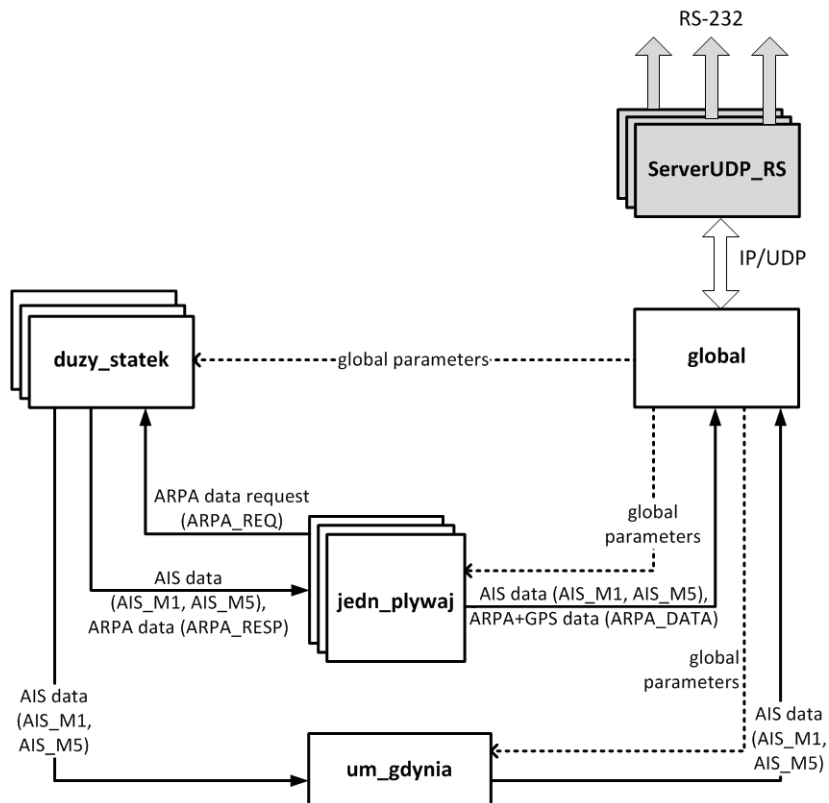 RS-232
ServerUDP_RS
IP/UDP
duzy_statek
global parameters
global
ARPA data request
(ARPA_REQ)
global
parameters
AIS data
(AIS_M1, AIS_M5),
ARPA data (ARPA_RESP)
jedn_plywaj
AIS data (AIS_M1, AIS_M5),
ARPA+GPS data (ARPA_DATA)
global
parameters
AIS data
(AIS_M1,
AIS_M5)
AIS data
(AIS_M1,
AIS_M5)
um_gdynia